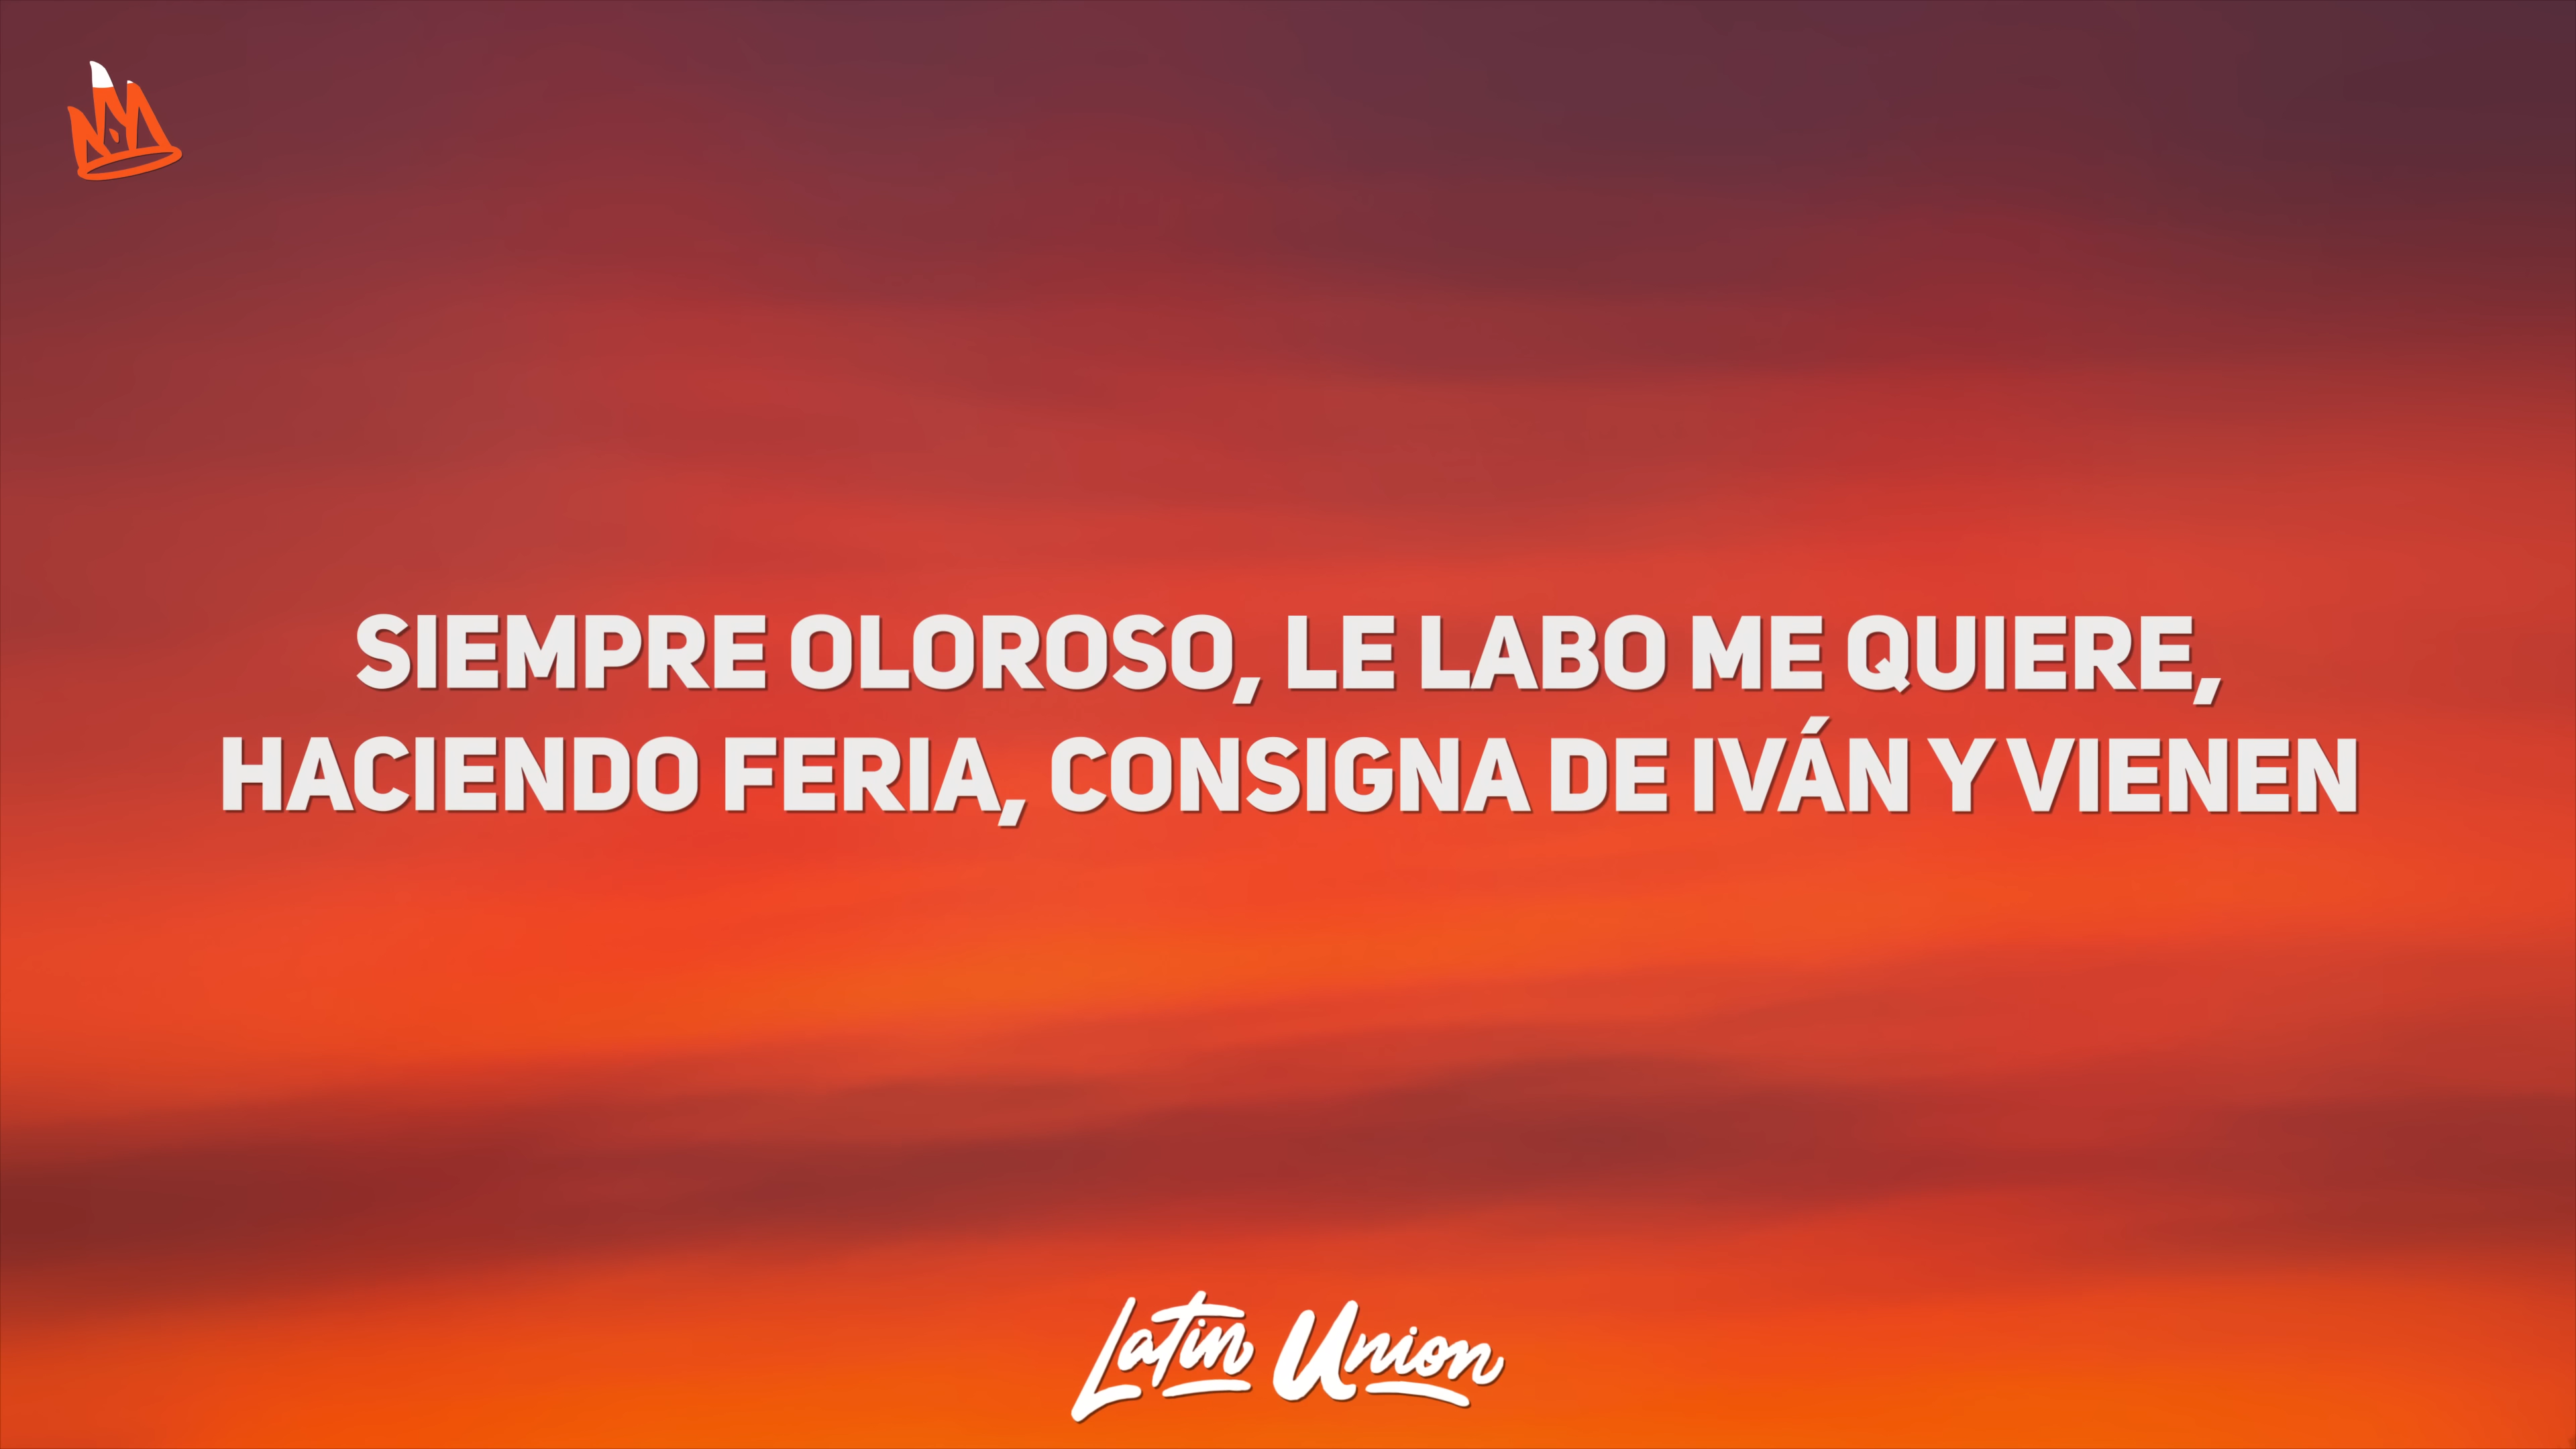 SIEMPRE OLOROSO, LE LABO ME QUIERE,
HACIENDO FERIA, CONSIGNA DE IVÁN Y VIENEN
Latin Union